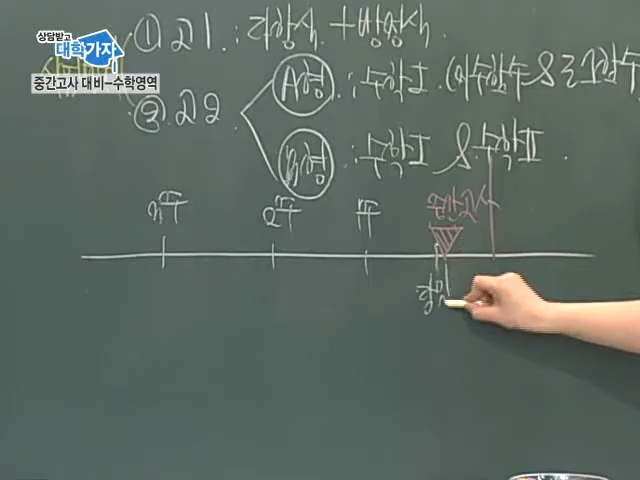 상담받고
대학가자
중간고사 대비-수학영역
① 고1 : 다항식 + 방정식.
② 고2
A형 : 수학I. (지수함수 & 로그함수
B형 : 수학I & 수학II.
3주 2주 1주 중간고사